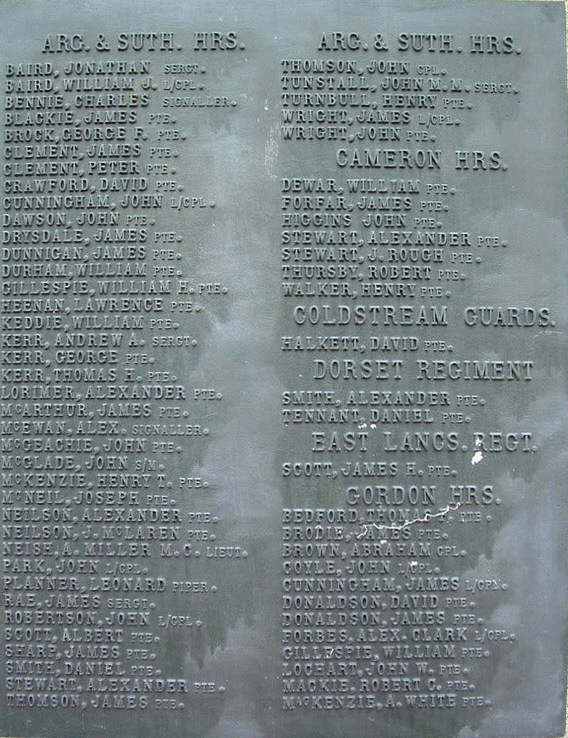 ARG. & SUTH. HRS.
BAIRD, JONATHAN SERGT.
BAIRD, WILLIAM J. L/CPL.
BENNIE, CHARLES SIGNALLER.
BLACKIE, JAMES PTE.
BROCK, GEORGE F. PTE.
CLEMENT, JAMES PTE.
CLEMENT, PETER PTE.
CRAWFORD, DAVID PTE.
CUNNINGHAM, JOHN L/CPL.
DAWSON, JOHN PTE.
DRYSDALE, JAMES PTE.
DUNNIGAN, JAMES PTE.
DURHAM, WILLIAM PTE.
GILLESPIE, WILLIAM H. PTE.
HEENAN, LAWRENCE PTE.
KEDDIE, WILLIAM PTE.
KERR, ANDREW A. SERGT.
KERR, GEORGE PTE.
KERR, THOMAS H. PTE.
LORIMER, ALEXANDER PTE.
McARTHUR, JAMES PTE.
McEWAN, ALEX. SIGNALLER.
McGEACHIE, JOHN PTE.
McGLADE, JOHN S/M.
McKENZIE, HENRY T. PTE.
McNEIL, JOSEPH PTE.
NEILSON, ALEXANDER PTE.
NEILSON, J. McLAREN PTE.
NEISH, A. MILLER M.C. LIEUT.
PARK, JOHN L/CPL.
PLANNER, LEONARD PIPER.
RAE, JAMES SERGT.
ROBERTSON, JOHN L/CPL.
SCOTT, ALBERT PTE.
SHARP, JAMES PTE.
SMITH, DANIEL PTE.
STEWART, ALEXANDER PTE.
THOMSON, JAMES PTE.
ARG. & SUTH. HRS.
THOMSON, JOHN CPL.
TUNSTALL, JOHN M.M. SERGT.
TURNBULL, HENRY PTE.
WRIGHT, JAMES L/CPL.
WRIGHT, JOHN PTE.
CAMERON HRS.
DEWAR, WILLIAM PTE.
FORFAR, JAMES PTE.
HIGGINS JOHN PTE.
STEWART, ALEXANDER PTE.
STEWART, J. ROUGH PTE.
THURSBY, ROBERT PTE.
WALKER, HENRY PTE.
COLDSTREAM GUARDS.
HALKETT, DAVID PTE.
DORSET REGIMENT
SMITH, ALEXANDER PTE.
TENNANT, DANIEL PTE.
EAST LANCS. REGT.
SCOTT, JAMES H. PTE.
GORDON HRS.
BEDFORD, THOMAS PTE.
BRODIE, JAMES PTE.
BROWN, ABRAHAM CPL.
COYLE, JOHN L/CPL.
CUNNINGHAM, JAMES L/CPL.
DONALDSON, DAVID PTE.
DONALDSON, JAMES PTE.
FORBES, ALEX. CLARK L/CPL.
GILLESPIE, WILLIAM PTE.
LOCHART, JOHN W. PTE.
MACKIE, ROBERT C. PTE.
MACKENZIE, A. WHITE PTE.